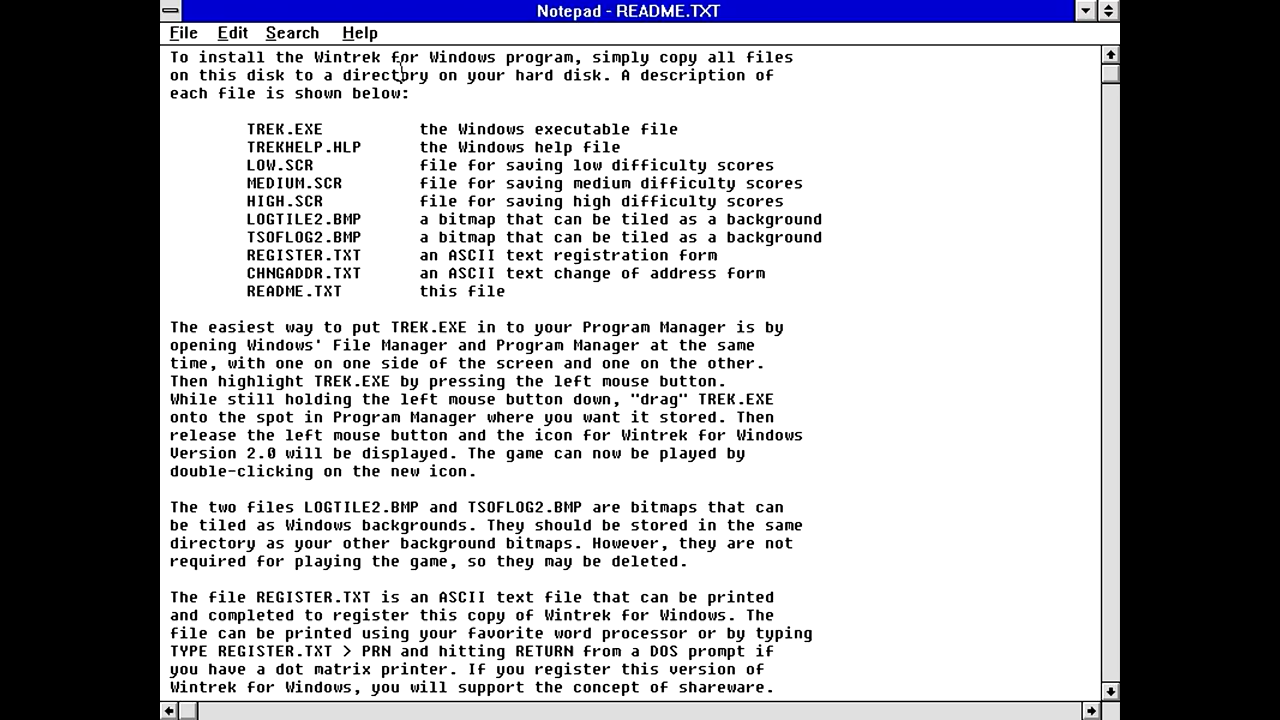 Notepad - README.TXT
File Edit Search Help
To install the Wintrek for Windows program, simply copy all files
on this disk to a directory on your hard disk. A description of
each file is shown below:
TREK.EXE the Windows executable file
TREKHELP.HLP the Windows help file
LOW.SCR file for saving low difficulty scores
MEDIUM.SCR file for saving medium difficulty scores
HIGH.SCR file for saving high difficulty scores
LOGTILE2.BMP a bitmap that can be tiled as a background
TSOFLOG2.BMP a bitmap that can be tiled as a background
REGISTER.TXT an ASCII text registration form
CHNGADDR.TXT an ASCII text change of address form
README.TXT this file
The easiest way to put TREK.EXE in to your Program Manager is by
opening Windows' File Manager and Program Manager at the same
time, with one on one side of the screen and one on the other.
Then highlight TREK.EXE by pressing the left mouse button.
While still holding the left mouse button down, "drag" TREK.EXE
onto the spot in Program Manager where you want it stored. Then
release the left mouse button and the icon for Wintrek for Windows
Version 2.0 will be displayed. The game can now be played by
double-clicking on the new icon.
The two files LOGTILE2.BMP and TSOFLOG2.BMP are bitmaps that can
be tiled as Windows backgrounds. They should be stored in the same
directory as your other background bitmaps. However, they are not
required for playing the game, so they may be deleted.
The file REGISTER.TXT is an ASCII text file that can be printed
and completed to register this copy of Wintrek for Windows. The
file can be printed using your favorite word processor or by typing
TYPE REGISTER.TXT > PRN and hitting RETURN from a DOS prompt if
you have a dot matrix printer. If you register this version of
Wintrek for Windows, you will support the concept of shareware.